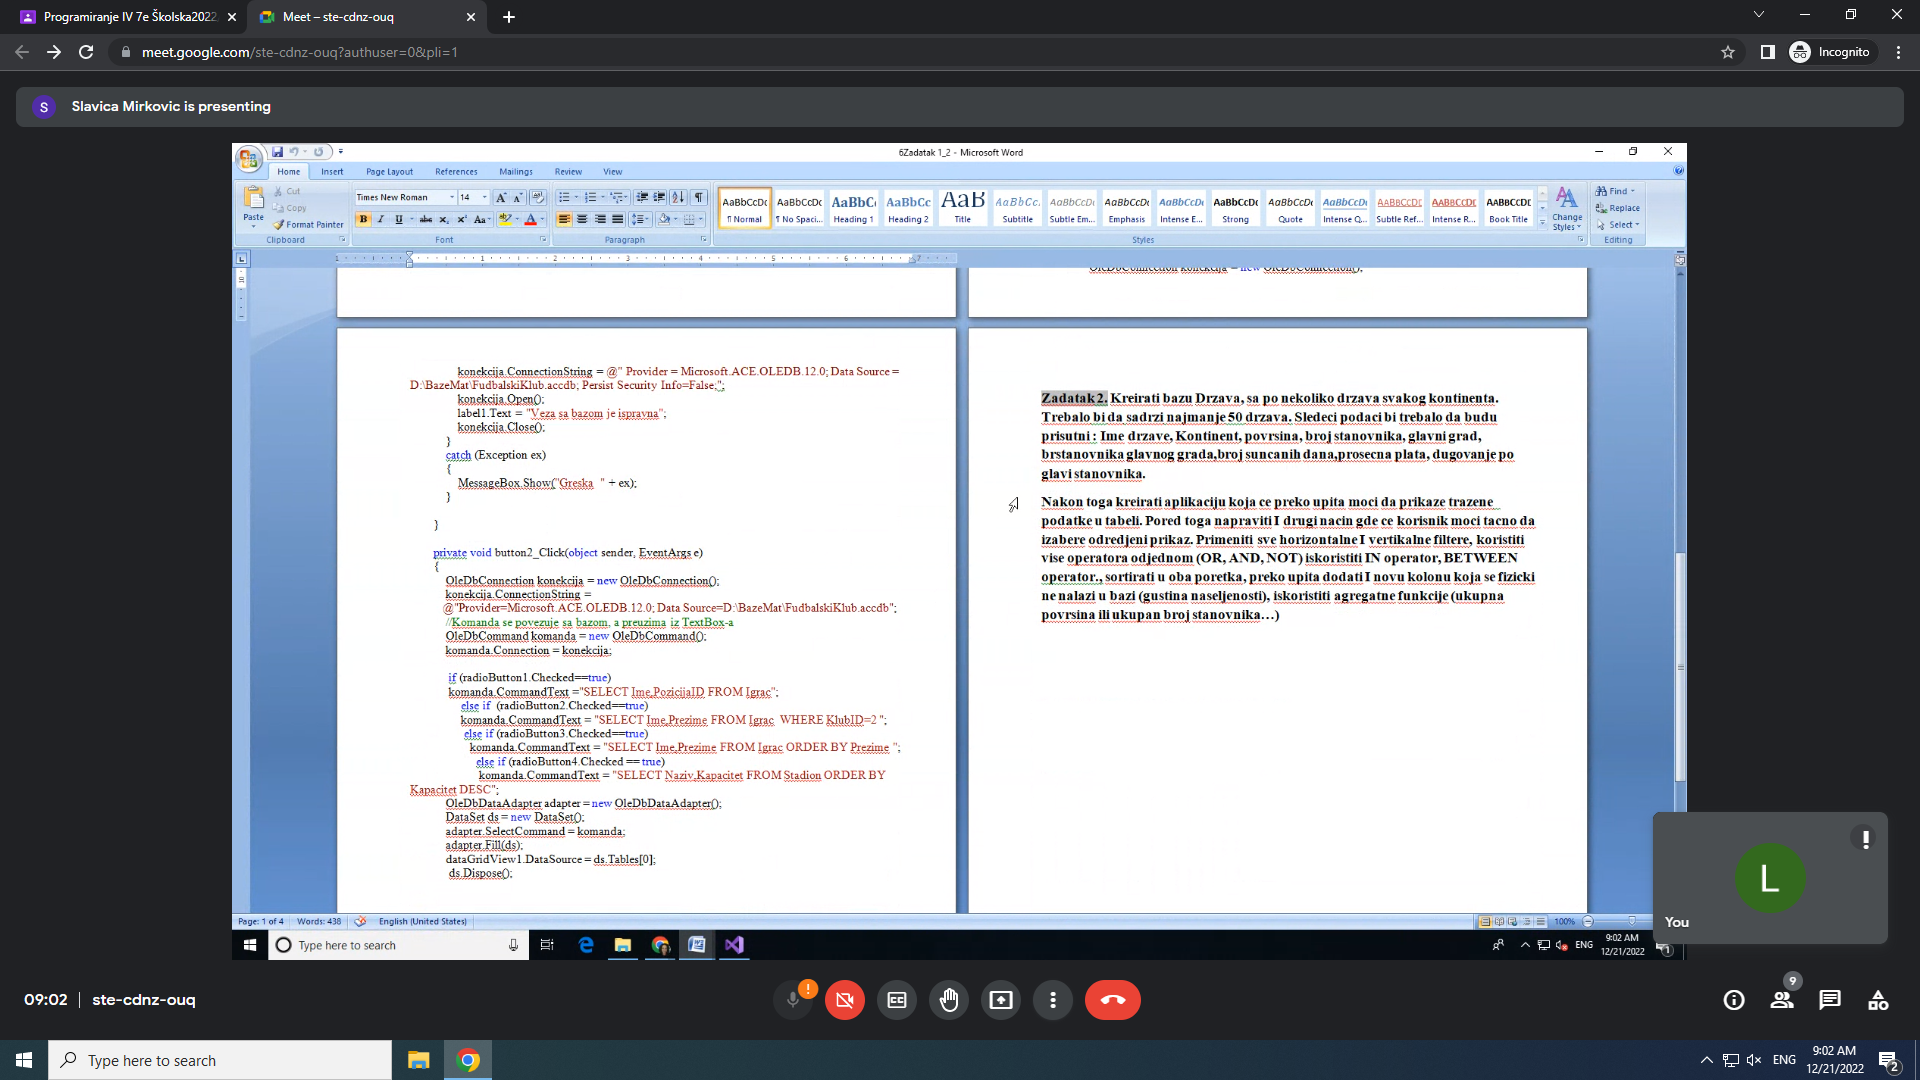 Programiranje IV 7e Školska2022
Meet – ste-cdnz-ouq
meet.google.com/ste-cdnz-ouq?authuser=0&pli=1
Incognito
S
Slavica Mirkovic is presenting
6Zadatak 1_2 - Microsoft Word
Home
Insert
Page Layout
References
Mailings
Review
View
Paste
Cut
Copy
Format Painter
Clipboard
Times New Roman
14
Font
Paragraph
AaBbCcDc
¶ Normal
AaBbCcDc
¶ No Spaci...
AaBbC
Heading 1
AaBbCc
Heading 2
AaB
Title
AaBbCc.
Subtitle
AaBbCcDc
Subtle Em...
AaBbCcDc
Emphasis
AaBbCcDc
Intense E...
AaBbCcDc
Strong
AaBbCcDc
Quote
AaBbCcDc
Intense Q...
AaBbCcDc
Subtle Ref...
AaBbCcDc
Intense R...
AaBbCcDc
Book Title
Styles
Change
Styles
Find
Replace
Select
Editing
OleDbConnection konekcija = new OleDbConnection();
konekcija.ConnectionString = @" Provider = Microsoft.ACE.OLEDB.12.0; Data Source =
D:\BazeMat\FudbalskiKlub.accdb; Persist Security Info=False;";
konekcija.Open();
label1.Text = "Veza sa bazom je ispravna";
konekcija.Close();
}
catch (Exception ex)
{
MessageBox.Show("Greska  " + ex);
}
}
private void button2_Click(object sender, EventArgs e)
{
OleDbConnection konekcija = new OleDbConnection();
konekcija.ConnectionString =
@"Provider=Microsoft.ACE.OLEDB.12.0; Data Source=D:\BazeMat\FudbalskiKlub.accdb";
//Komanda se povezuje sa bazom, a preuzima iz TextBox-a
OleDbCommand komanda = new OleDbCommand();
komanda.Connection = konekcija;
if (radioButton1.Checked==true)
komanda.CommandText ="SELECT Ime,PozicijaID FROM Igrac";
else if (radioButton2.Checked==true)
komanda.CommandText = "SELECT Ime,Prezime FROM Igrac WHERE KlubID=2 ";
else if (radioButton3.Checked==true)
komanda.CommandText = "SELECT Ime,Prezime FROM Igrac ORDER BY Prezime ";
else if (radioButton4.Checked == true)
komanda.CommandText = "SELECT Naziv,Kapacitet FROM Stadion ORDER BY
Kapacitet DESC";
OleDbDataAdapter adapter = new OleDbDataAdapter();
DataSet ds = new DataSet();
adapter.SelectCommand = komanda;
adapter.Fill(ds);
dataGridView1.DataSource = ds.Tables[0];
ds.Dispose();
Zadatak 2. Kreirati bazu Drzava, sa po nekoliko drzava svakog kontinenta.
Trebalo bi da sadrzi najmanje 50 drzava. Sledeci podaci bi trebalo da budu
prisutni : Ime drzave, Kontinent, povrsina, broj stanovnika, glavni grad,
brstanovnika glavnog grada,broj suncanih dana,prosecna plata, dugovanje po
glavi stanovnika.
Nakon toga kreirati aplikaciju koja ce preko upita moci da prikaze trazene
podatke u tabeli. Pored toga napraviti I drugi nacin gde ce korisnik moci tacno da
izabere odredjeni prikaz. Primeniti sve horizontalne I vertikalne filtere, koristiti
vise operatora odjednom (OR, AND, NOT) iskoristiti IN operator, BETWEEN
operator., sortirati u oba poretka, preko upita dodati I novu kolonu koja se fizicki
ne nalazi u bazi (gustina naseljenosti), iskoristiti agregatne funkcije (ukupna
povrsina ili ukupan broj stanovnika…)
Page: 1 of 4
Words: 438
English (United States)
100%
Type here to search
ENG
9:02 AM
12/21/2022
L
You
09:02
ste-cdnz-ouq
9
Type here to search
ENG
9:02 AM
12/21/2022
2